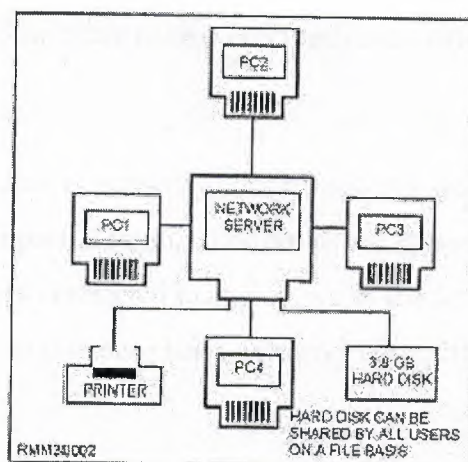 PC2
NETWORK
SERVER
PC1
PC3
PRINTER
PC4
3.8 GB
HARD DISK
HARD DISK CAN BE
SHARED BY ALL USERS
ON A FILE BASIS